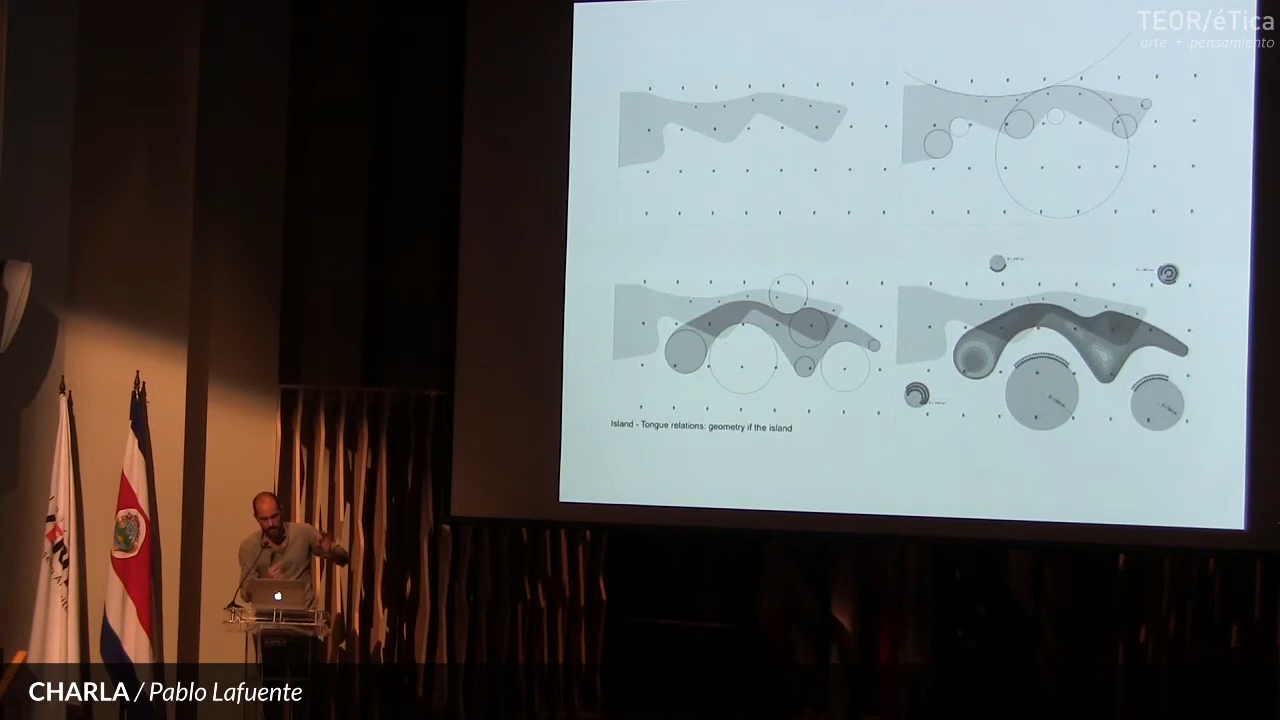 TEOR/éTica
arte + pensamiento
Island - Tongue relations: geometry if the island
CHARLA / Pablo Lafuente